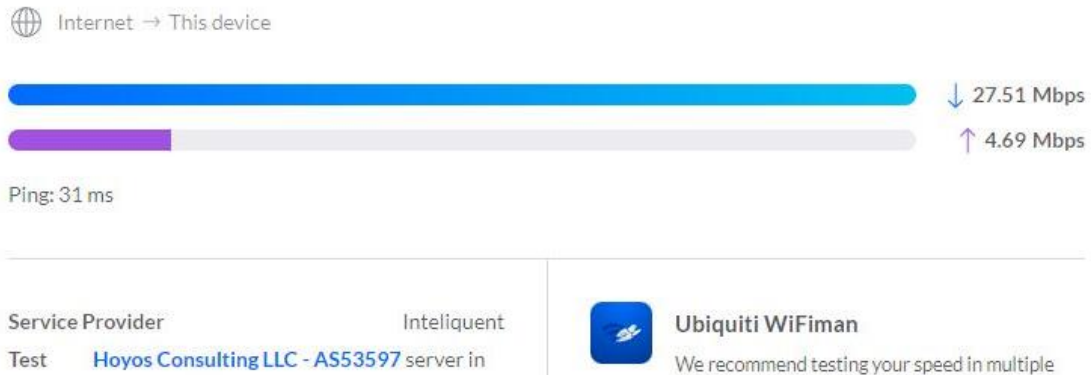 Internet → This device
↓ 27.51 Mbps
↑ 4.69 Mbps
Ping: 31 ms
Service Provider Inteliquent
Test Hoyos Consulting LLC - AS53597 server in
Ubiquiti WiFiman
We recommend testing your speed in multiple